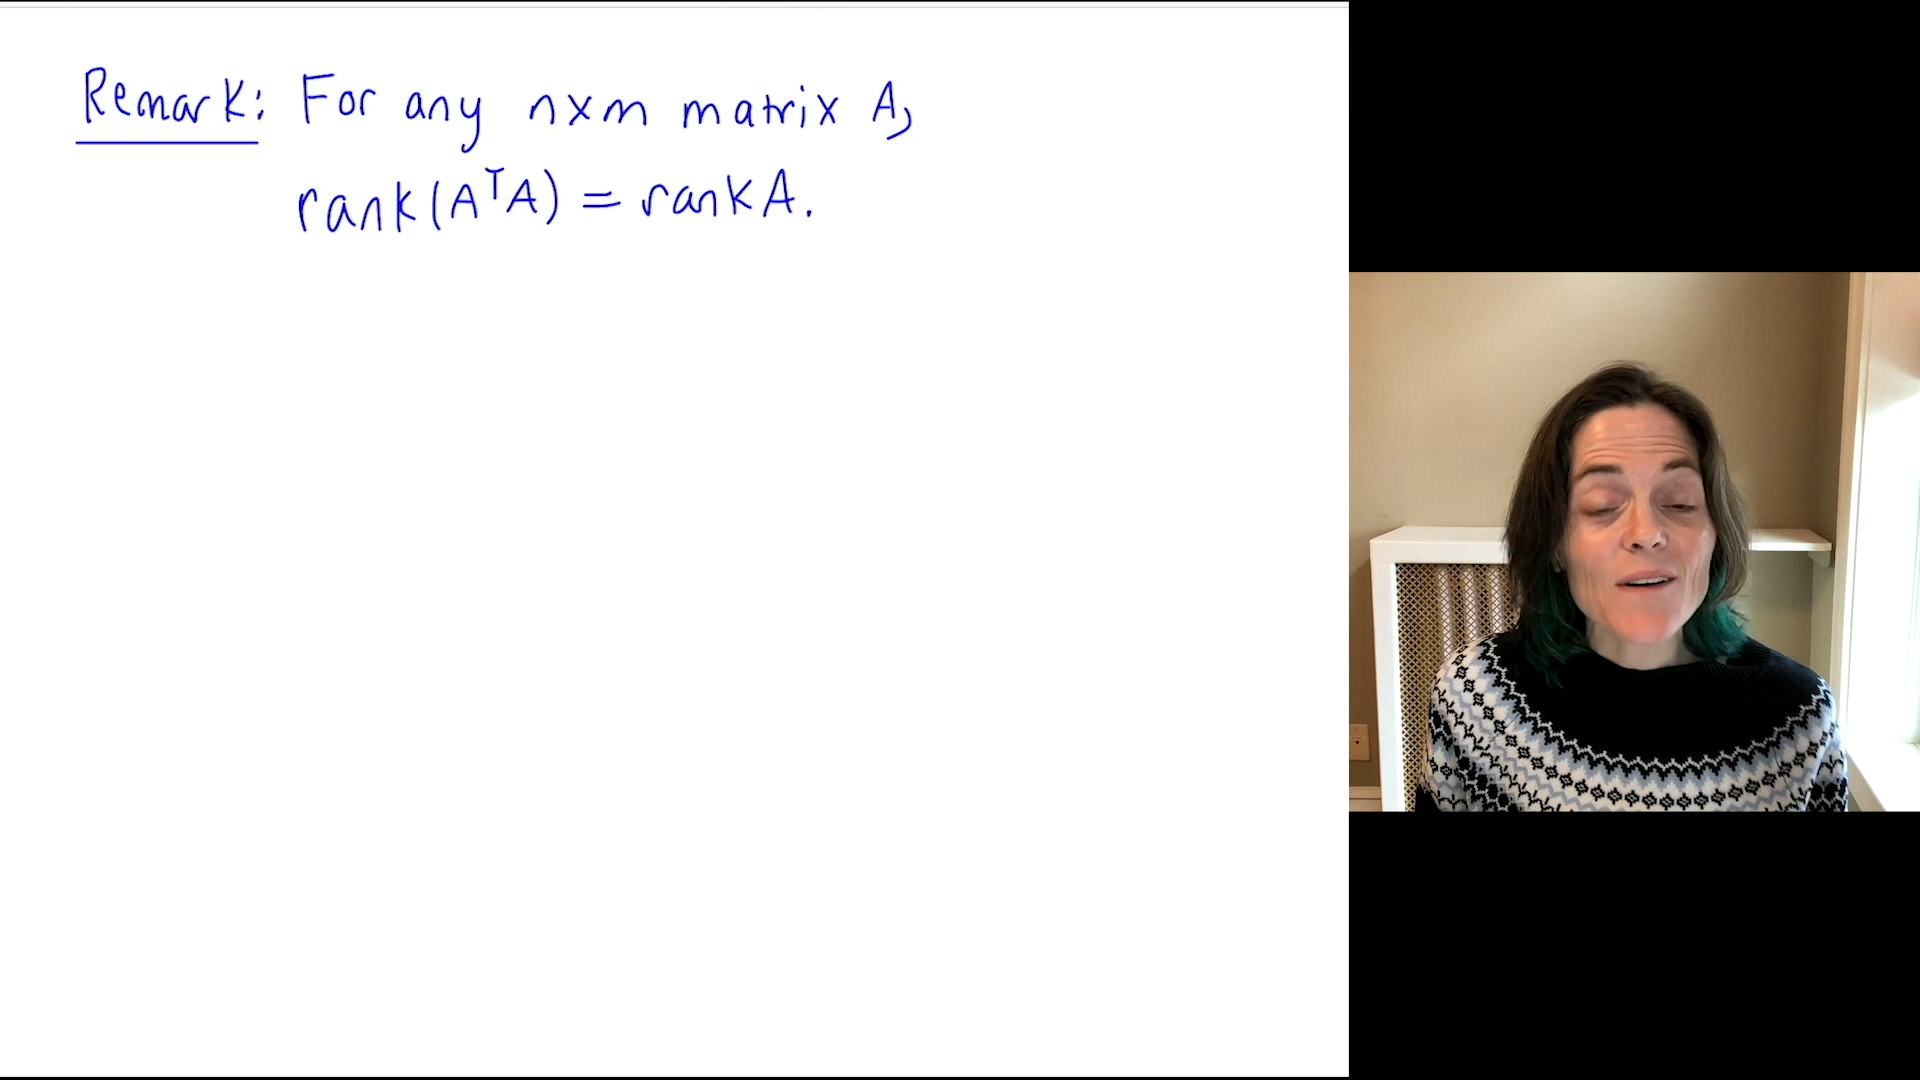 Remark: For any n×m matrix A,
rank(AᵀA) = rank A.